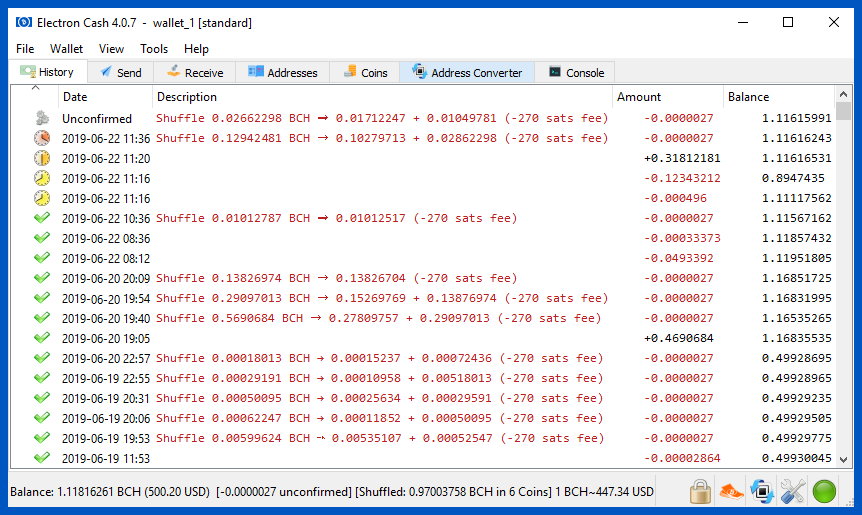 Electron Cash 4.0.7 - wallet_1 [standard]
File Wallet View Tools Help
History Send Receive Addresses Coins Address Converter Console
Date Description Amount Balance
Unconfirmed Shuffle 0.02662298 BCH → 0.01712247 + 0.01049781 (-270 sats fee) -0.0000027 1.11615991
2019-06-22 11:36 Shuffle 0.12942481 BCH → 0.10279713 + 0.02862298 (-270 sats fee) -0.0000027 1.11616243
2019-06-22 11:20 +0.31812181 1.11616531
2019-06-22 11:16 -0.12343212 0.8947435
2019-06-22 11:16 -0.000496 1.11117562
2019-06-22 10:36 Shuffle 0.01012787 BCH → 0.01012517 (-270 sats fee) -0.0000027 1.11567162
2019-06-22 08:36 -0.00033373 1.11857432
2019-06-22 08:12 -0.0493392 1.11951805
2019-06-20 20:09 Shuffle 0.13826974 BCH → 0.13826704 (-270 sats fee) -0.0000027 1.16851725
2019-06-20 19:54 Shuffle 0.29097013 BCH → 0.15269769 + 0.13876974 (-270 sats fee) -0.0000027 1.16831995
2019-06-20 19:40 Shuffle 0.5690684 BCH → 0.27809757 + 0.29097013 (-270 sats fee) -0.0000027 1.16535265
2019-06-20 19:05 +0.4690684 1.16835535
2019-06-20 22:57 Shuffle 0.00018013 BCH → 0.00015237 + 0.00072436 (-270 sats fee) -0.0000027 0.49928695
2019-06-19 22:55 Shuffle 0.00029191 BCH → 0.00010958 + 0.00518013 (-270 sats fee) -0.0000027 0.49928965
2019-06-19 20:31 Shuffle 0.00050095 BCH → 0.00025634 + 0.00029591 (-270 sats fee) -0.0000027 0.49929235
2019-06-19 20:06 Shuffle 0.00062247 BCH → 0.00011852 + 0.00050095 (-270 sats fee) -0.0000027 0.49929505
2019-06-19 19:53 Shuffle 0.00599624 BCH → 0.00535107 + 0.00052547 (-270 sats fee) -0.0000027 0.49929775
2019-06-19 11:53 -0.00002864 0.49930045
Balance: 1.11816261 BCH (500.20 USD) [-0.0000027 unconfirmed] [Shuffled: 0.97003758 BCH in 6 Coins] 1 BCH~447.34 USD